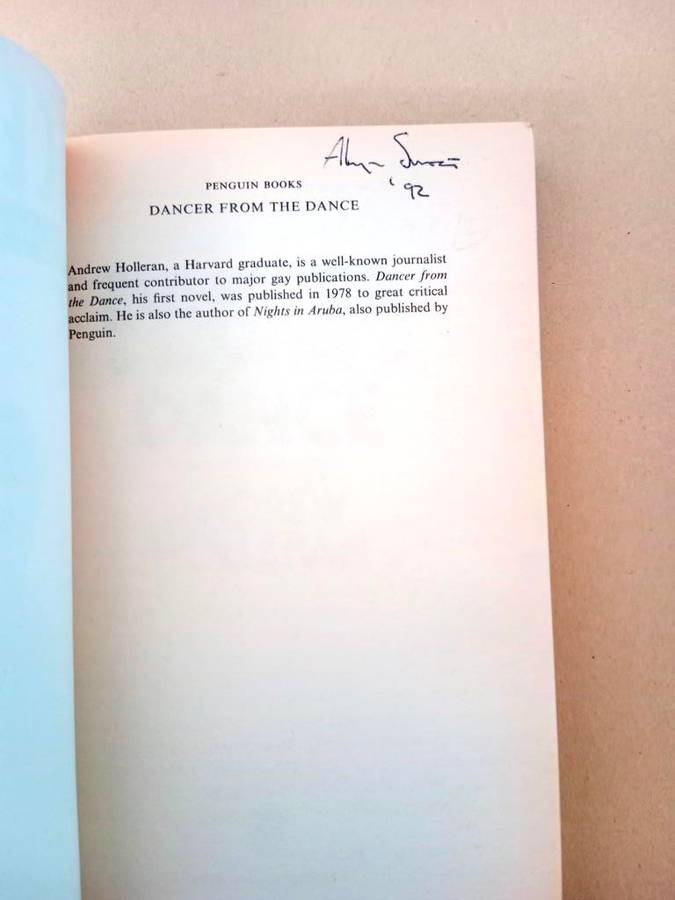 '92
PENGUIN BOOKS
DANCER FROM THE DANCE
Andrew Holleran, a Harvard graduate, is a well-known journalist
and frequent contributor to major gay publications. Dancer from
the Dance, his first novel, was published in 1978 to great critical
acclaim. He is also the author of Nights in Aruba, also published by
Penguin.